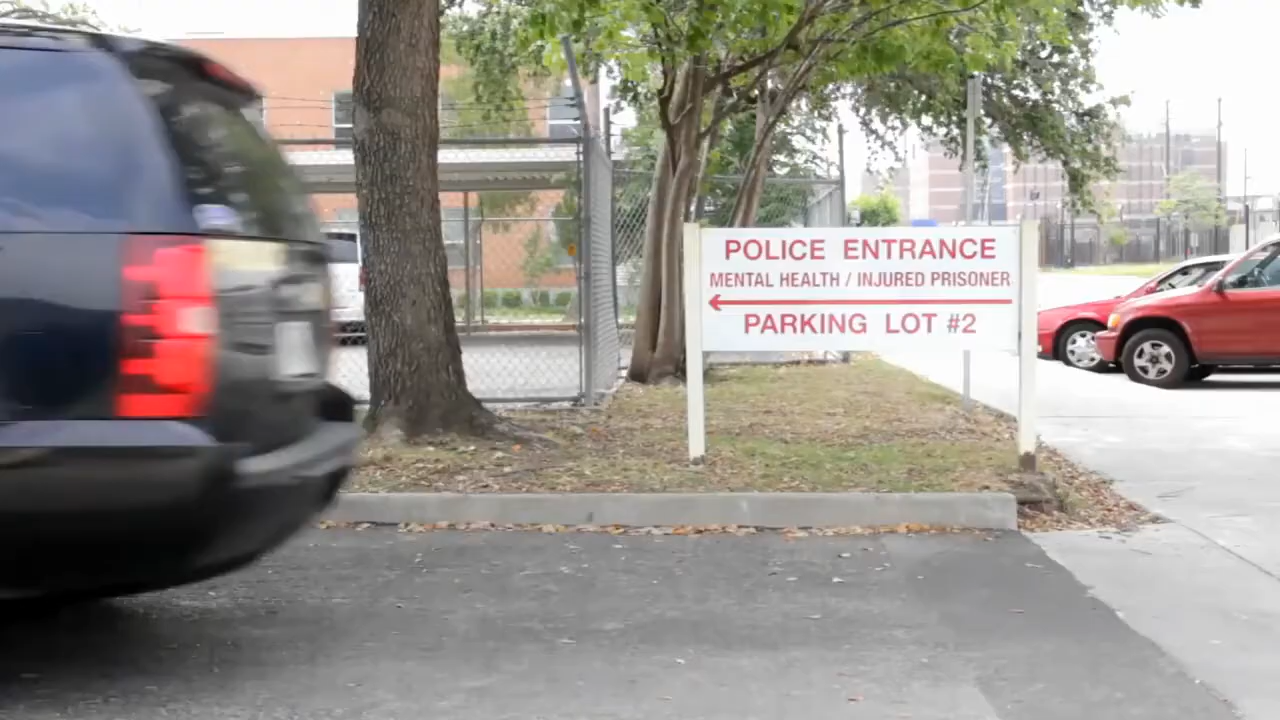 POLICE ENTRANCE
MENTAL HEALTH / INJURED PRISONER
PARKING LOT #2